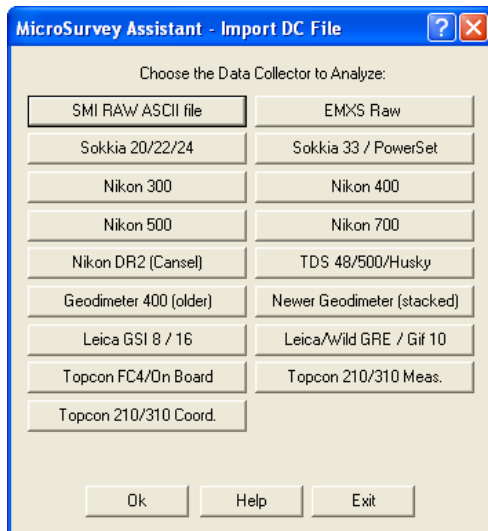 MicroSurvey Assistant - Import DC File
Choose the Data Collector to Analyze:
SMI RAW ASCII file EMXS Raw
Sokkia 20/22/24 Sokkia 33 / PowerSet
Nikon 300 Nikon 400
Nikon 500 Nikon 700
Nikon DR2 (Cansel) TDS 48/500/Husky
Geodimeter 400 (older) Newer Geodimeter (stacked)
Leica GSI 8 / 16 Leica/Wild GRE / Gif 10
Topcon FC4/On Board Topcon 210/310 Meas.
Topcon 210/310 Coord.
Ok Help Exit